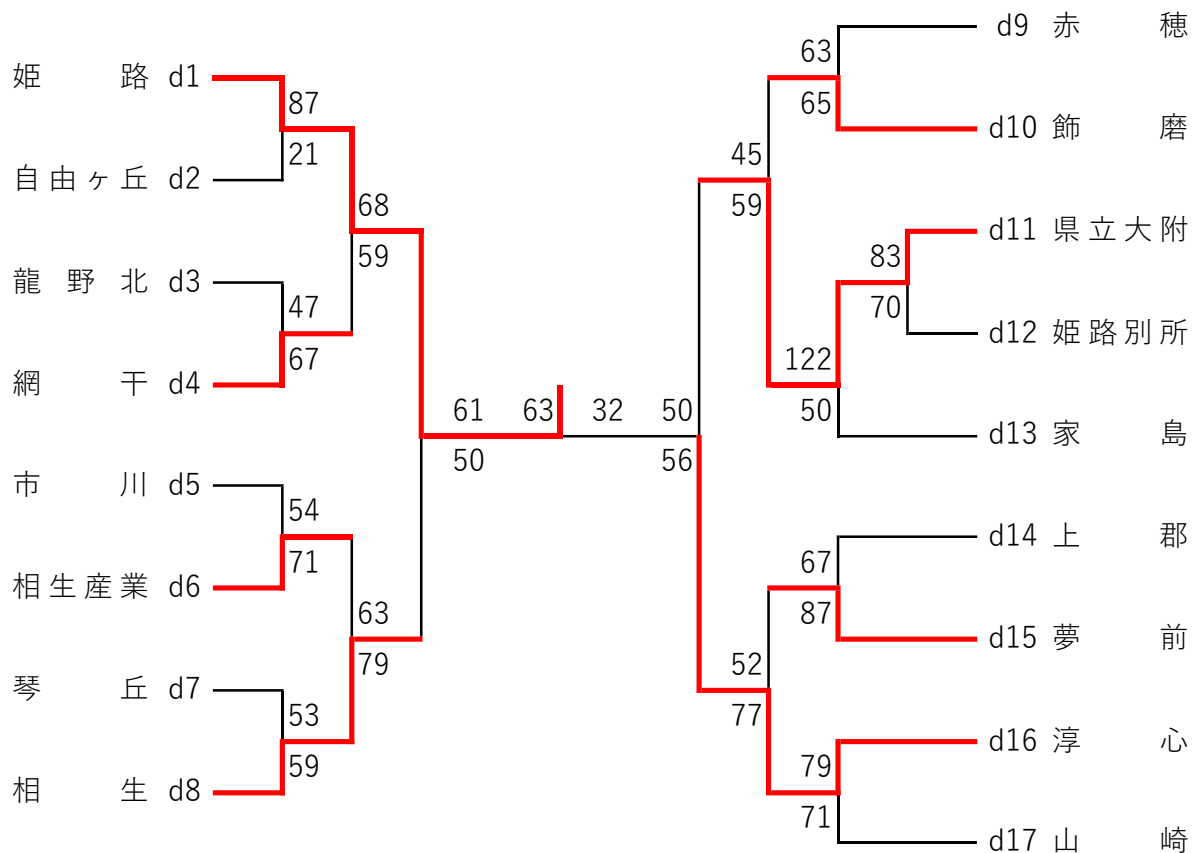 d9 赤穂
63
姫路 d1
65
87
d10 飾磨
21
45
自由ヶ丘 d2
68
59
d11 県立大附
59
83
龍野北 d3
47
70
d12 姫路別所
67
122
網干 d4
61 63 32 50
50
50 56
d13 家島
市川 d5
54
d14 上郡
71
67
相生産業 d6
63
87
d15 夢前
79
52
琴丘 d7
53
77
d16 淳心
59
79
相生 d8
71
d17 山崎